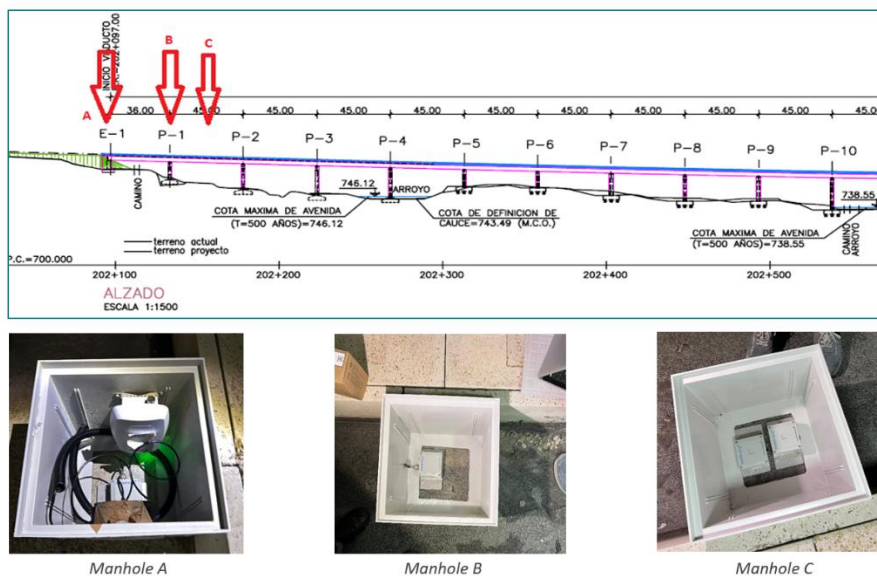 INICIO VIADUCTO
P.K.=202+097.00
A
B
C
36.00 45.00 45.00 45.00 45.00 45.00 45.00 45.00 45.00 45.00
E-1 P-1 P-2 P-3 P-4 P-5 P-6 P-7 P-8 P-9 P-10
CAMINO
746.12
ARROYO
COTA MAXIMA DE AVENIDA
(T=500 AÑOS)=746.12
COTA DE DEFINICION DE
CAUCE=743.49 (M.C.O.)
738.55
COTA MAXIMA DE AVENIDA
(T=500 AÑOS)=738.55
CAMINO
ARROYO
terreno actual
terreno proyecto
P.C.=700.000
202+100 202+200 202+300 202+400 202+500
ALZADO
ESCALA 1:1500
Manhole A
Manhole B
Manhole C